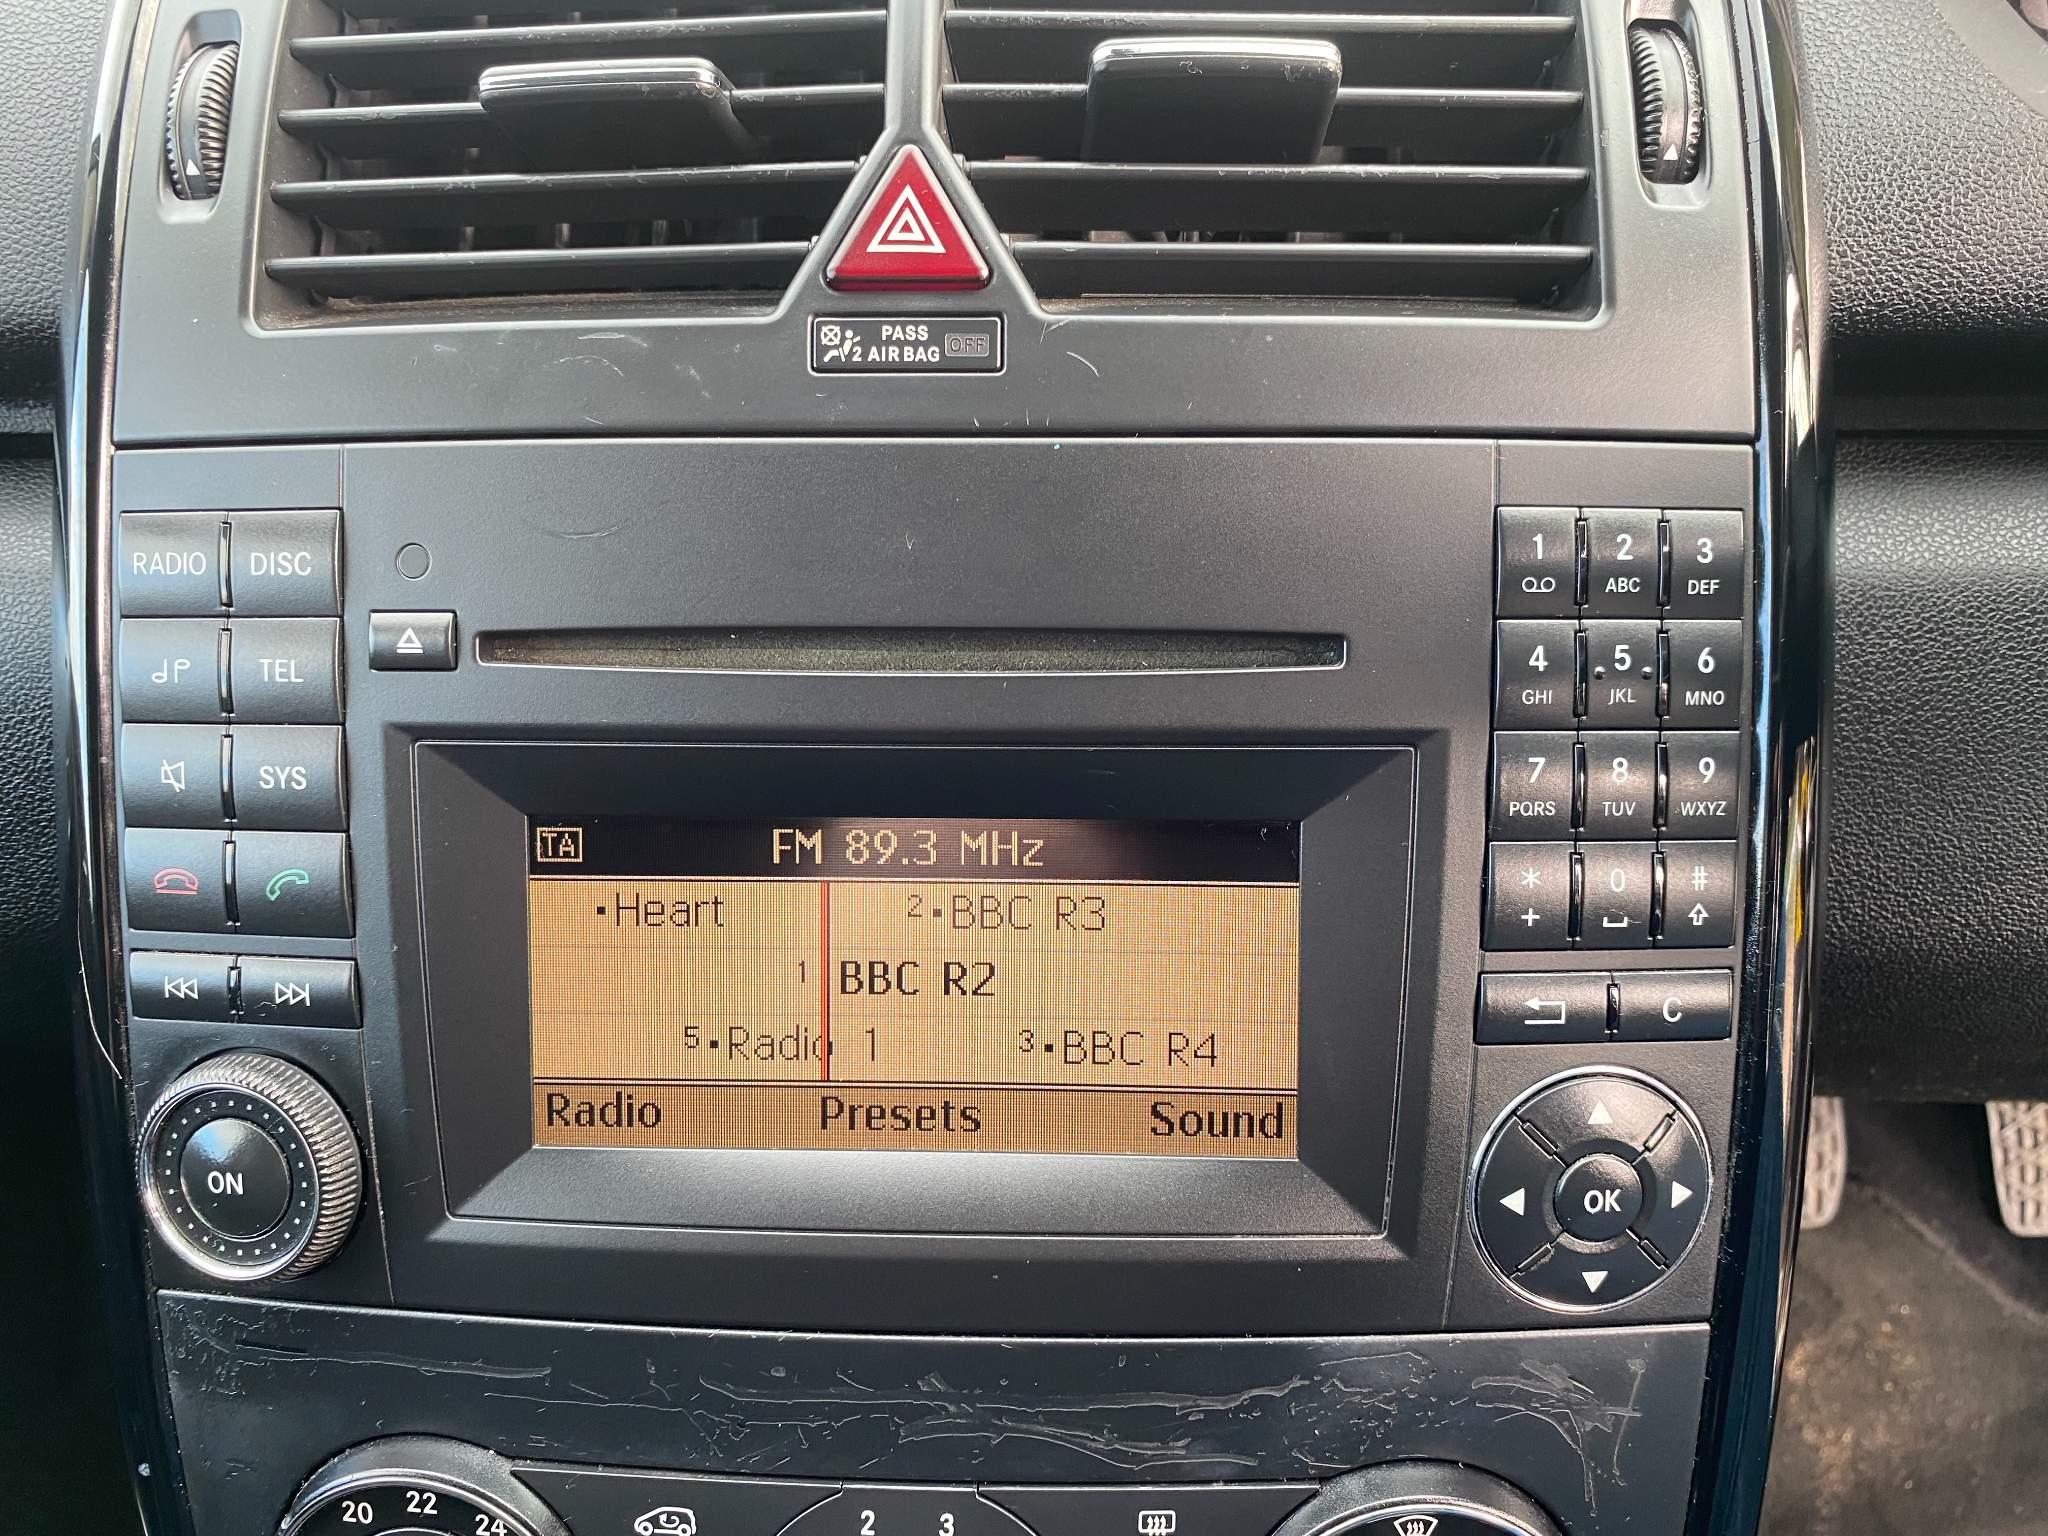 PASS
2 AIR BAG OFF
RADIO DISC
TEL
SYS
ON
1 2 ABC 3 DEF
4 GHI 5 JKL 6 MNO
7 PQRS 8 TUV 9 WXYZ
* + 0 #
C
OK
TA FM 89.3 MHz
Heart 2 BBC R3
1 BBC R2
5 Radio 1 3 BBC R4
Radio Presets Sound
20 22 24
2 3